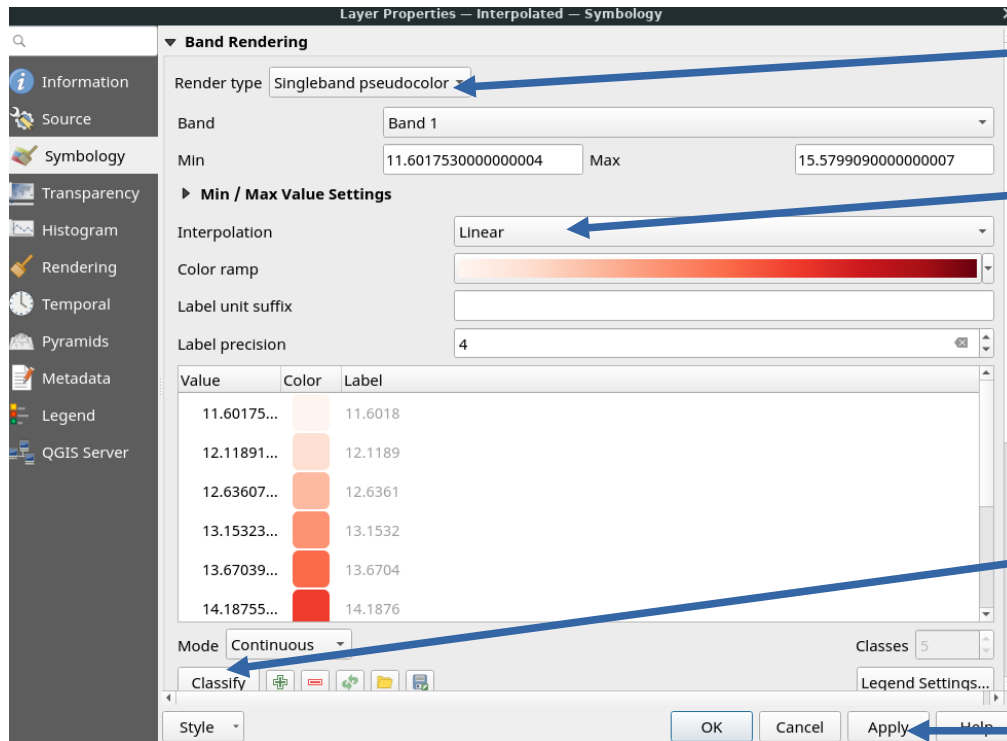 Layer Properties — Interpolated — Symbology
Band Rendering
Information
Source
Symbology
Transparency
Histogram
Rendering
Temporal
Pyramids
Metadata
Legend
QGIS Server
Render type Singleband pseudocolor
Band Band 1
Min 11.6017530000000004 Max 15.5799090000000007
Min / Max Value Settings
Interpolation Linear
Color ramp
Label unit suffix
Label precision 4
Value Color Label
11.60175... 11.6018
12.11891... 12.1189
12.63607... 12.6361
13.15323... 13.1532
13.67039... 13.6704
14.18755... 14.1876
Mode Continuous Classes 5
Classify Legend Settings...
Style OK Cancel Apply Help